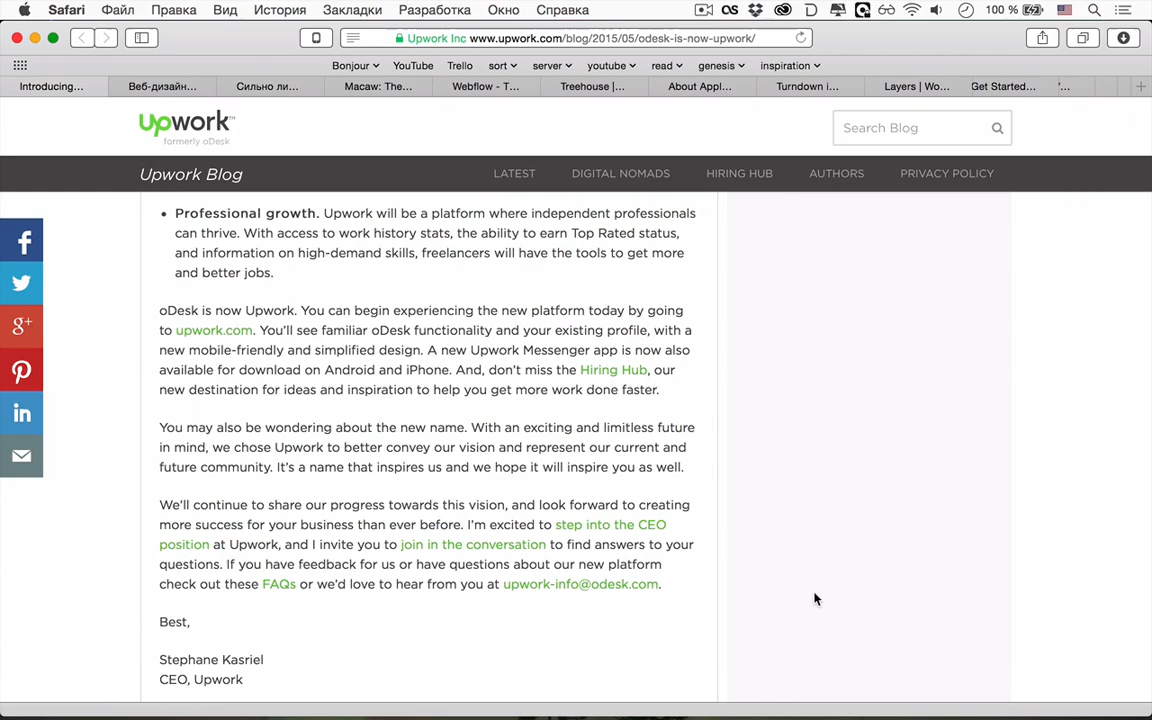 Safari Файл Правка Вид История Закладки Разработка Окно Справка 100 %
Upwork Inc www.upwork.com/blog/2015/05/odesk-is-now-upwork/
Bonjour YouTube Trello sort server youtube read genesis inspiration
Introducing... Веб-дизайн... Сильно ли... Macaw: The... Webflow - T... Treehouse |... About Appl... Turndown i... Layers | Wo... Get Started...
upwork
formerly oDesk
Search Blog
Upwork Blog LATEST DIGITAL NOMADS HIRING HUB AUTHORS PRIVACY POLICY
• Professional growth. Upwork will be a platform where independent professionals
can thrive. With access to work history stats, the ability to earn Top Rated status,
and information on high-demand skills, freelancers will have the tools to get more
and better jobs.
oDesk is now Upwork. You can begin experiencing the new platform today by going
to upwork.com. You'll see familiar oDesk functionality and your existing profile, with a
new mobile-friendly and simplified design. A new Upwork Messenger app is now also
available for download on Android and iPhone. And, don't miss the Hiring Hub, our
new destination for ideas and inspiration to help you get more work done faster.
You may also be wondering about the new name. With an exciting and limitless future
in mind, we chose Upwork to better convey our vision and represent our current and
future community. It's a name that inspires us and we hope it will inspire you as well.
We'll continue to share our progress towards this vision, and look forward to creating
more success for your business than ever before. I'm excited to step into the CEO
position at Upwork, and I invite you to join in the conversation to find answers to your
questions. If you have feedback for us or have questions about our new platform
check out these FAQs or we'd love to hear from you at upwork-info@odesk.com.
Best,
Stephane Kasriel
CEO, Upwork